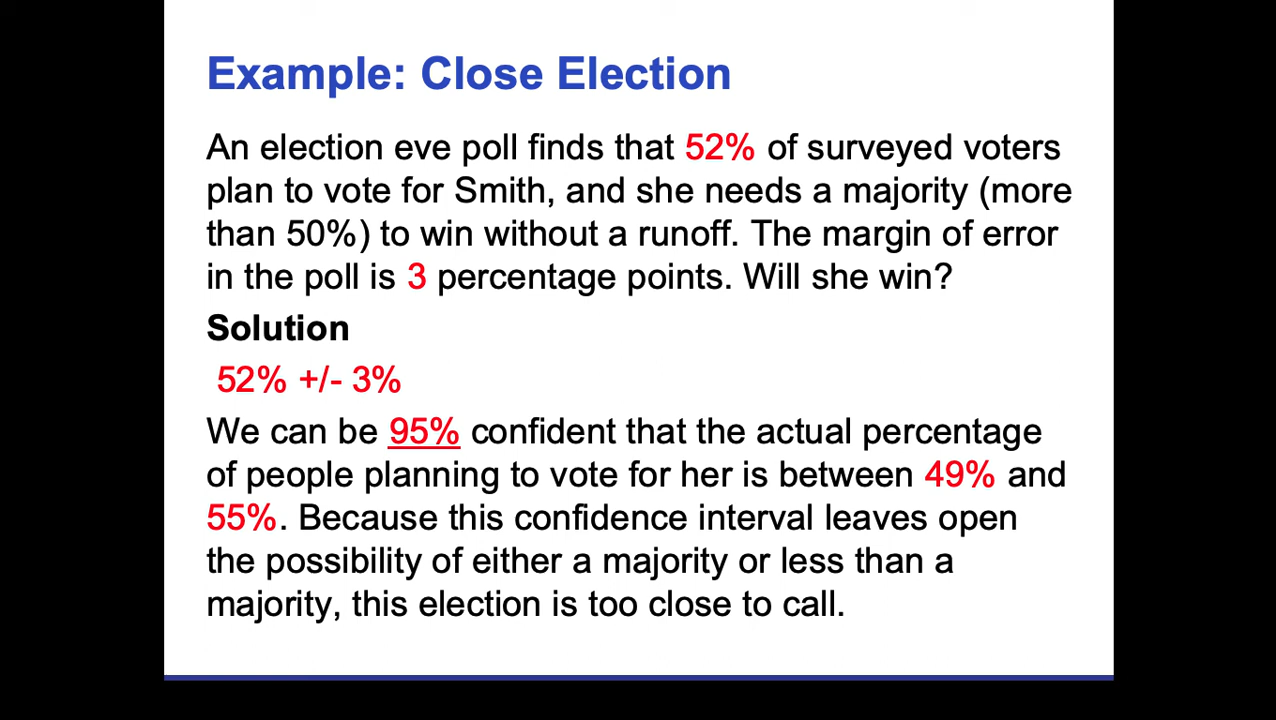 Example: Close Election
An election eve poll finds that 52% of surveyed voters
plan to vote for Smith, and she needs a majority (more
than 50%) to win without a runoff. The margin of error
in the poll is 3 percentage points. Will she win?
Solution
52% +/- 3%
We can be 95% confident that the actual percentage
of people planning to vote for her is between 49% and
55%. Because this confidence interval leaves open
the possibility of either a majority or less than a
majority, this election is too close to call.